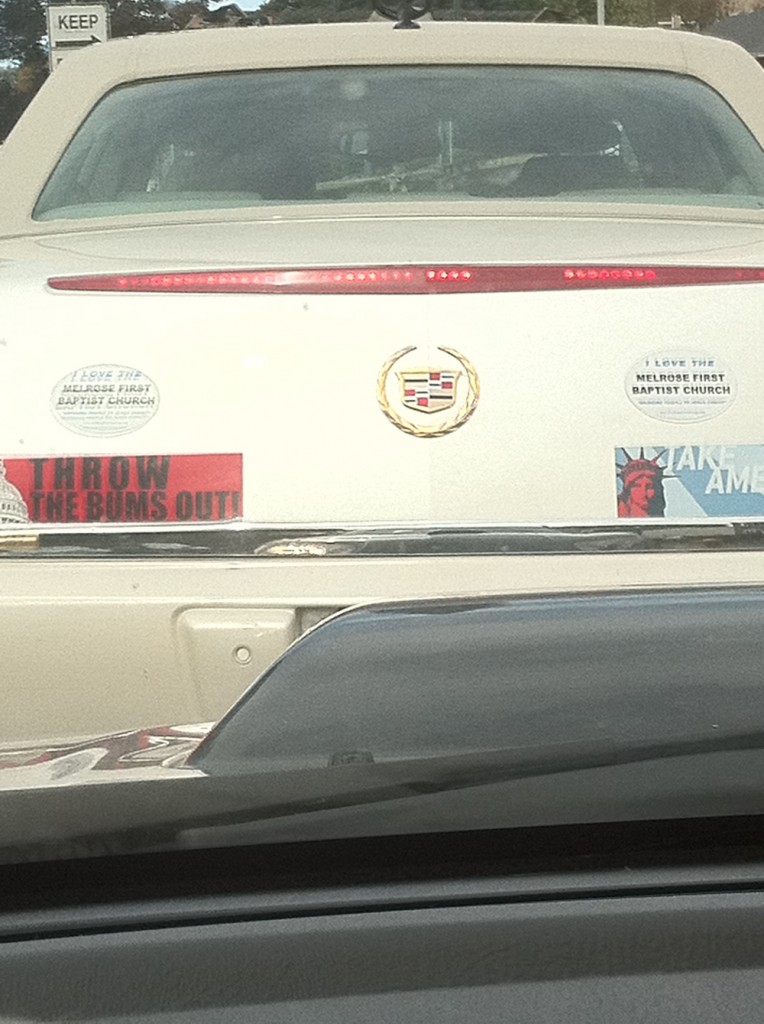 KEEP
I LOVE THE
MELROSE FIRST
BAPTIST CHURCH
I LOVE THE
MELROSE FIRST
BAPTIST CHURCH
THROW
THE BUMS OUT!
TAKE
AME